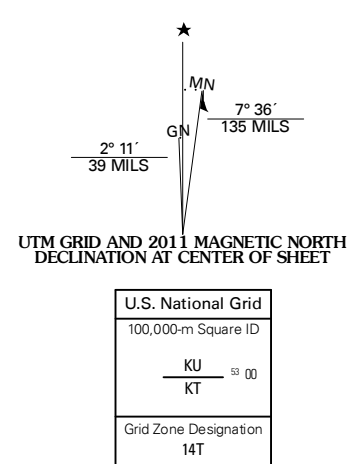 MN
7° 36´
135 MILS
GN
2° 11´
39 MILS
UTM GRID AND 2011 MAGNETIC NORTH
DECLINATION AT CENTER OF SHEET
U.S. National Grid
100,000-m Square ID
KU
53 00
KT
Grid Zone Designation
14T